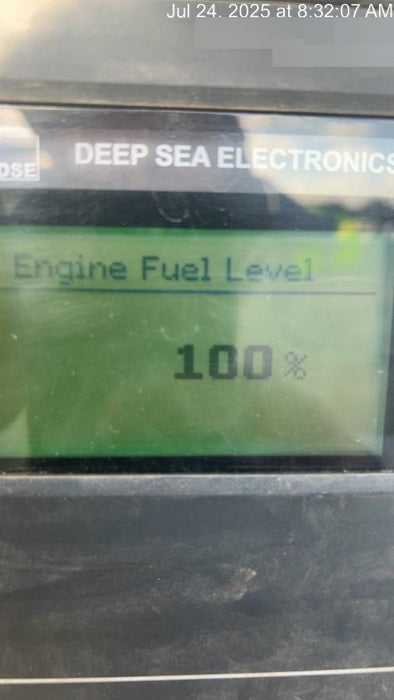 Jul 24. 2025 at 8:32:07 AM
DSE
DEEP SEA ELECTRONICS
Engine Fuel Level
100%